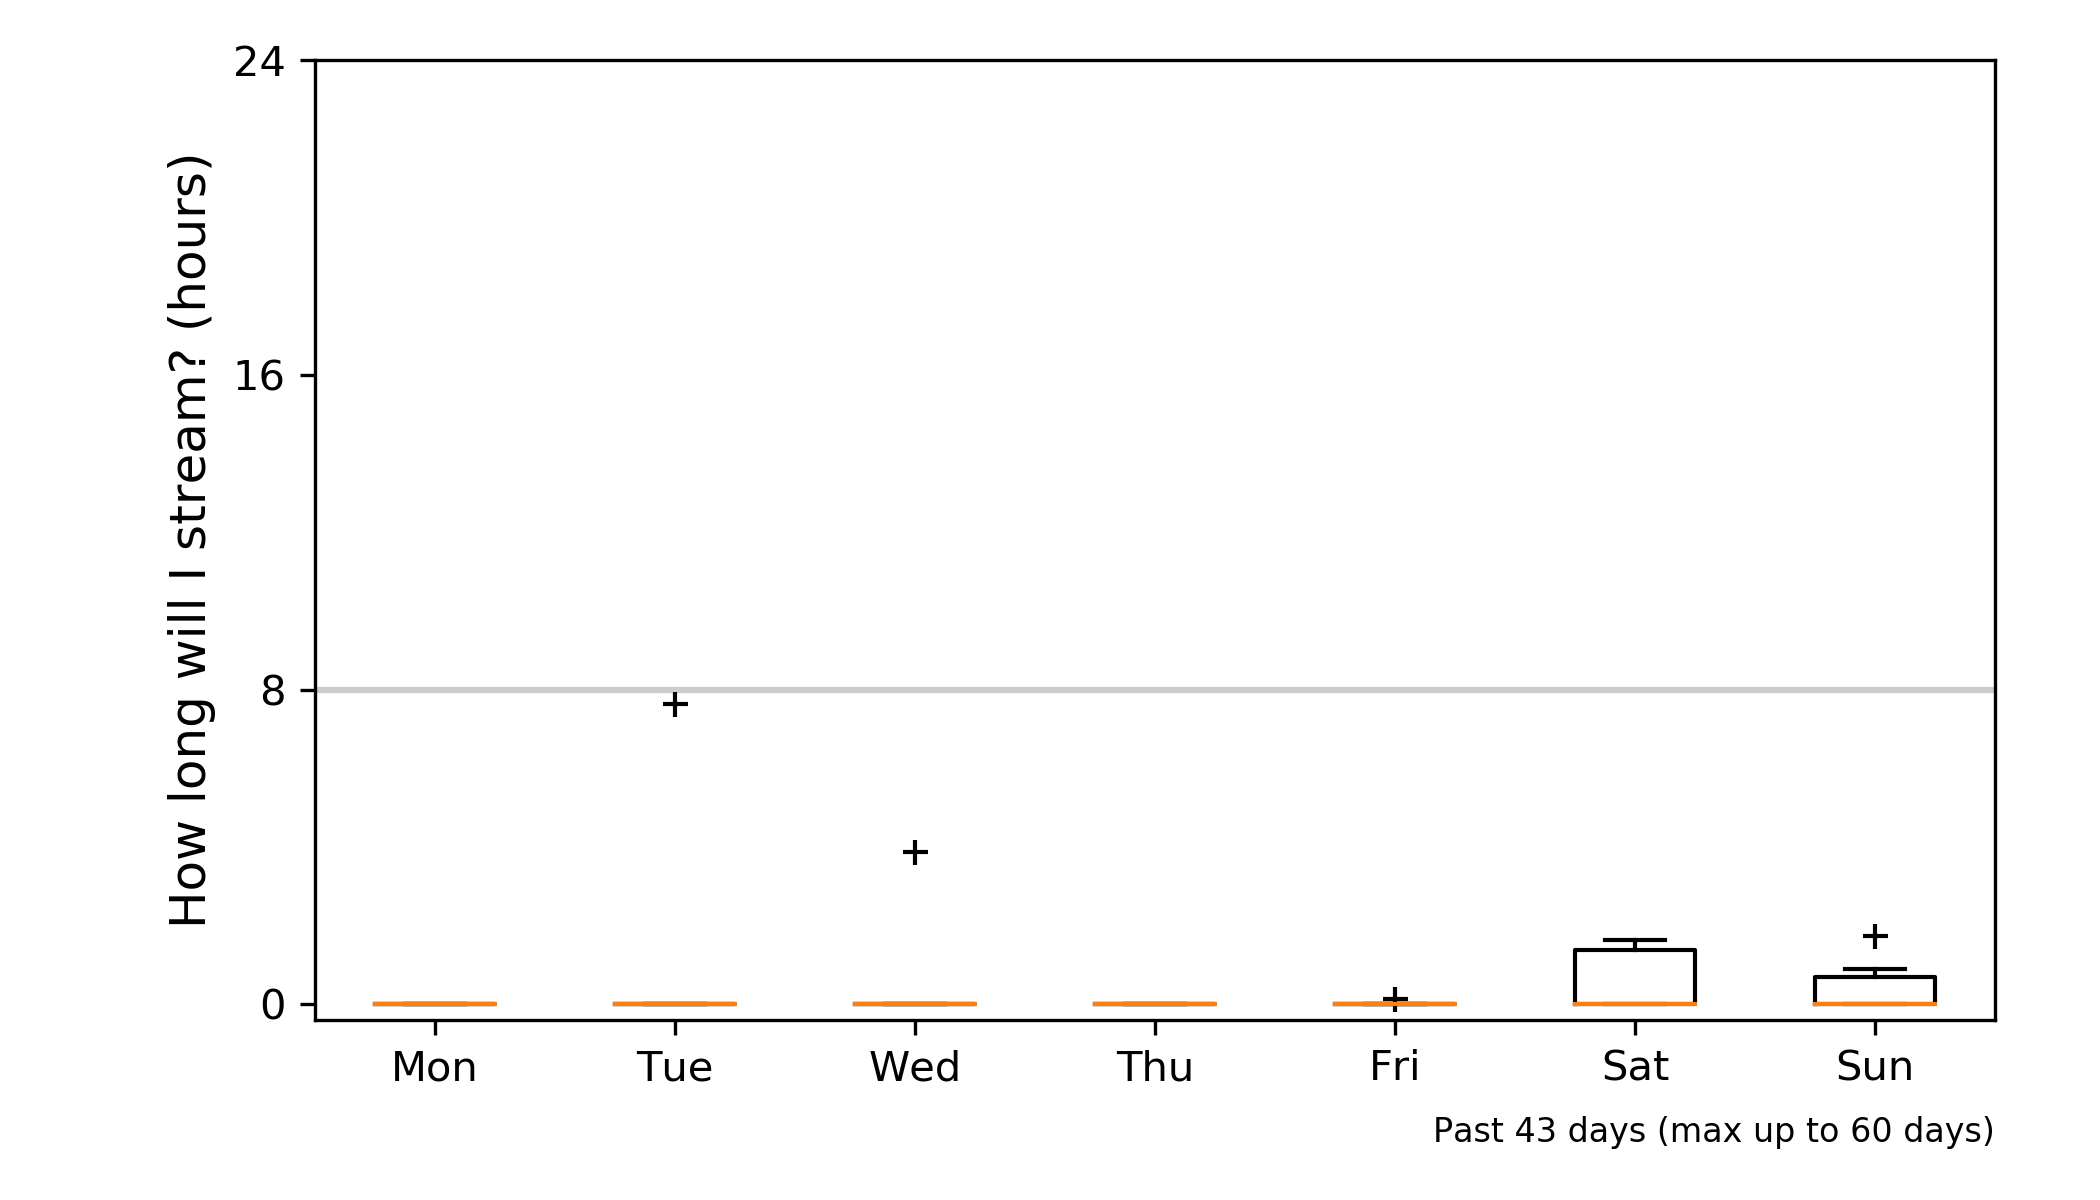 How long will I stream? (hours)
24
16
8
0
Mon Tue Wed Thu Fri Sat Sun
Past 43 days (max up to 60 days)